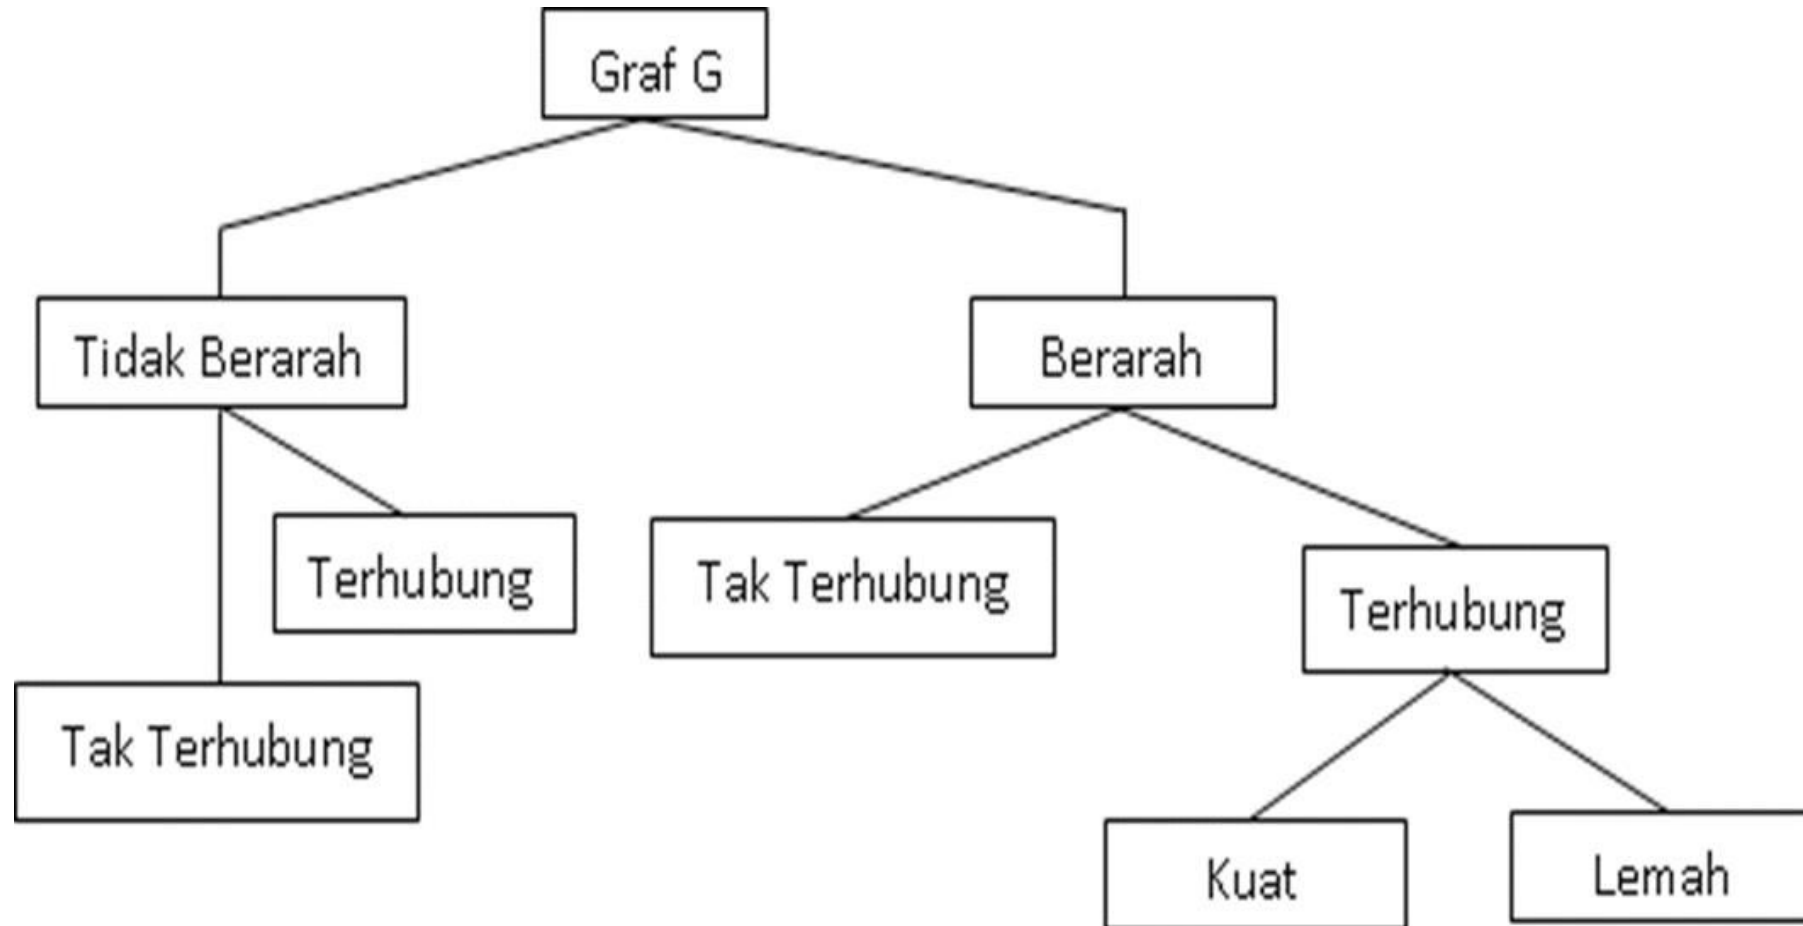 Graf G
Tidak Berarah
Berarah
Terhubung
Tak Terhubung
Terhubung
Tak Terhubung
Kuat
Lemah